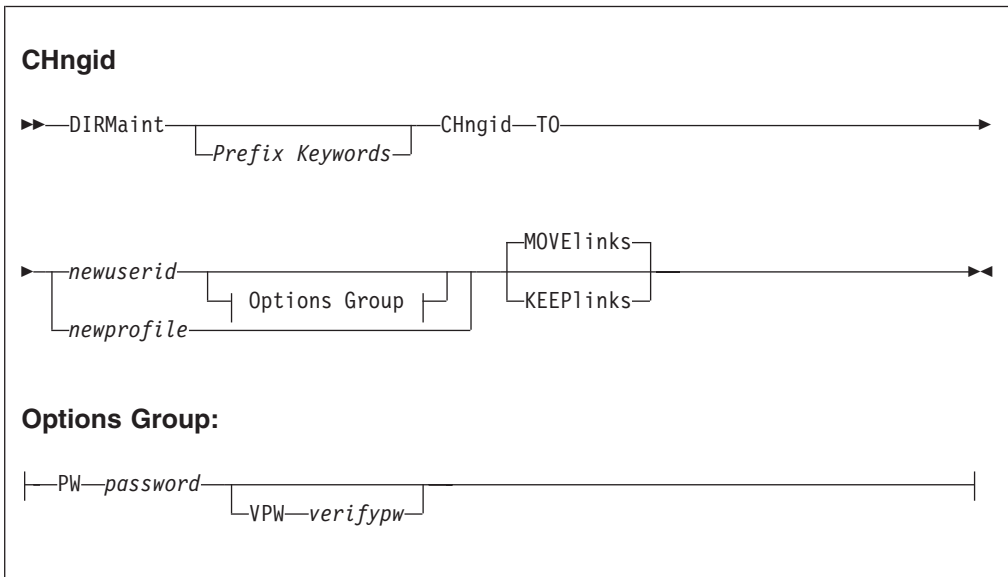 CHngid
DIRMaint CHngid TO
Prefix Keywords
MOVElinks
newuserid
Options Group KEEPlinks
newprofile
Options Group:
PW password
VPW verifypw